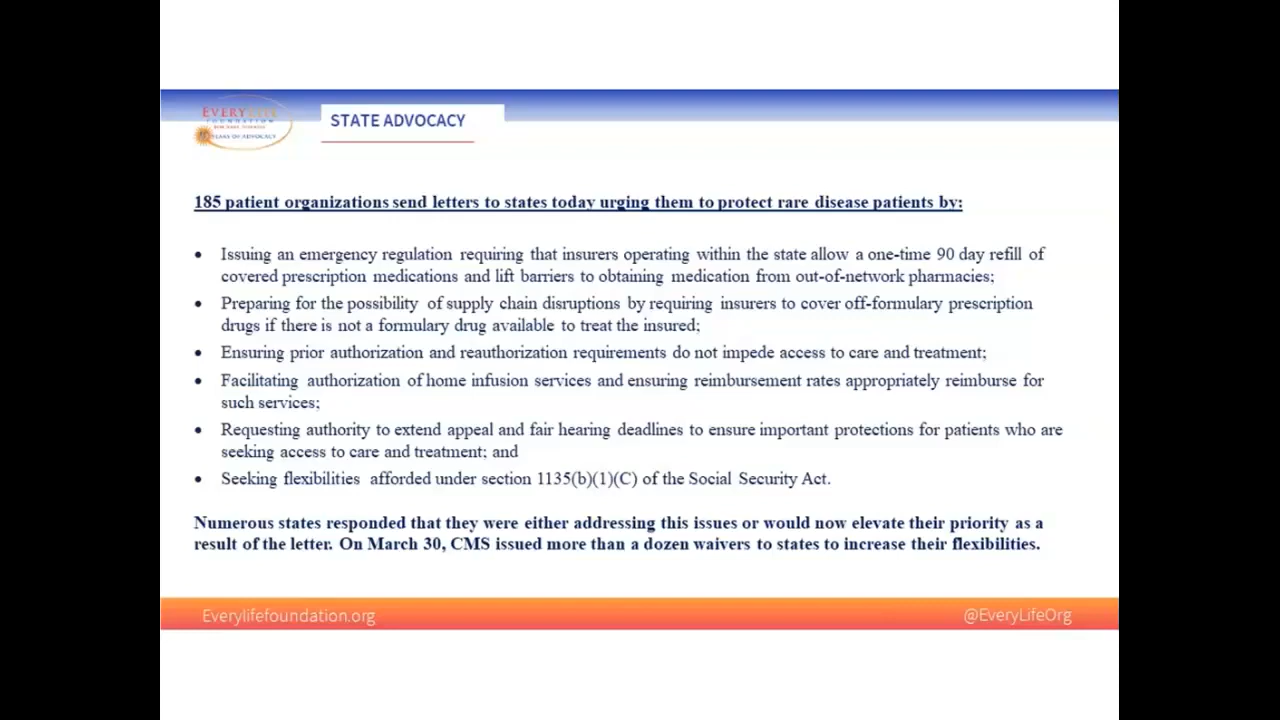 EVERYLIFE
FOUNDATION
FOR RARE DISEASES
YEARS OF ADVOCACY
STATE ADVOCACY
185 patient organizations send letters to states today urging them to protect rare disease patients by:
• Issuing an emergency regulation requiring that insurers operating within the state allow a one-time 90 day refill of
covered prescription medications and lift barriers to obtaining medication from out-of-network pharmacies;
• Preparing for the possibility of supply chain disruptions by requiring insurers to cover off-formulary prescription
drugs if there is not a formulary drug available to treat the insured;
• Ensuring prior authorization and reauthorization requirements do not impede access to care and treatment;
• Facilitating authorization of home infusion services and ensuring reimbursement rates appropriately reimburse for
such services;
• Requesting authority to extend appeal and fair hearing deadlines to ensure important protections for patients who are
seeking access to care and treatment; and
• Seeking flexibilities afforded under section 1135(b)(1)(C) of the Social Security Act.
Numerous states responded that they were either addressing this issues or would now elevate their priority as a
result of the letter. On March 30, CMS issued more than a dozen waivers to states to increase their flexibilities.
Everylifefoundation.org
@EveryLifeOrg